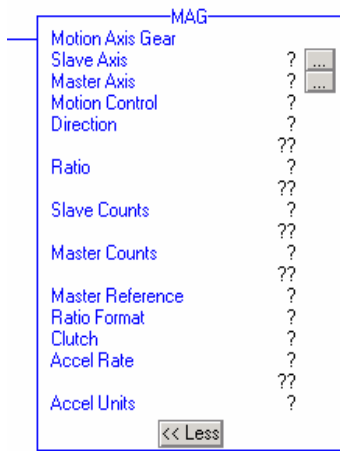 MAG
Motion Axis Gear
Slave Axis ? ...
Master Axis ? ...
Motion Control ?
Direction ?
??
Ratio ?
??
Slave Counts ?
??
Master Counts ?
??
Master Reference ?
Ratio Format ?
Clutch ?
Accel Rate ?
??
Accel Units ?
<< Less